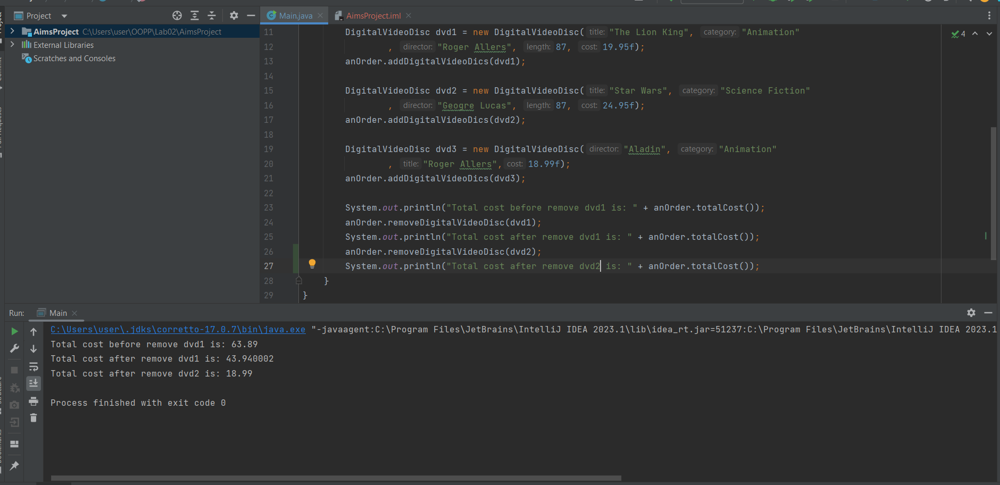 Project
Main.java
AimsProject.iml
AimsProject C:\Users\user\OOPP\Lab02\AimsProject
External Libraries
Scratches and Consoles
4
11 DigitalVideoDisc dvd1 = new DigitalVideoDisc( title: "The Lion King", category: "Animation"
12 , director: "Roger Allers", length: 87, cost: 19.95f);
13 anOrder.addDigitalVideoDics(dvd1);
14
15 DigitalVideoDisc dvd2 = new DigitalVideoDisc( title: "Star Wars", category: "Science Fiction"
16 , director: "Geogre Lucas", length: 87, cost: 24.95f);
17 anOrder.addDigitalVideoDics(dvd2);
18
19 DigitalVideoDisc dvd3 = new DigitalVideoDisc( director: "Aladin", category: "Animation"
20 , title: "Roger Allers", cost: 18.99f);
21 anOrder.addDigitalVideoDics(dvd3);
22
23 System.out.println("Total cost before remove dvd1 is: " + anOrder.totalCost());
24 anOrder.removeDigitalVideoDisc(dvd1);
25 System.out.println("Total cost after remove dvd1 is: " + anOrder.totalCost());
26 anOrder.removeDigitalVideoDisc(dvd2);
27 System.out.println("Total cost after remove dvd2 is: " + anOrder.totalCost());
28 }
29 }
Run: Main
C:\Users\user\.jdks\corretto-17.0.7\bin\java.exe "-javaagent:C:\Program Files\JetBrains\IntelliJ IDEA 2023.1\lib\idea_rt.jar=51237:C:\Program Files\JetBrains\IntelliJ IDEA 2023.1
Total cost before remove dvd1 is: 63.89
Total cost after remove dvd1 is: 43.940002
Total cost after remove dvd2 is: 18.99
Process finished with exit code 0